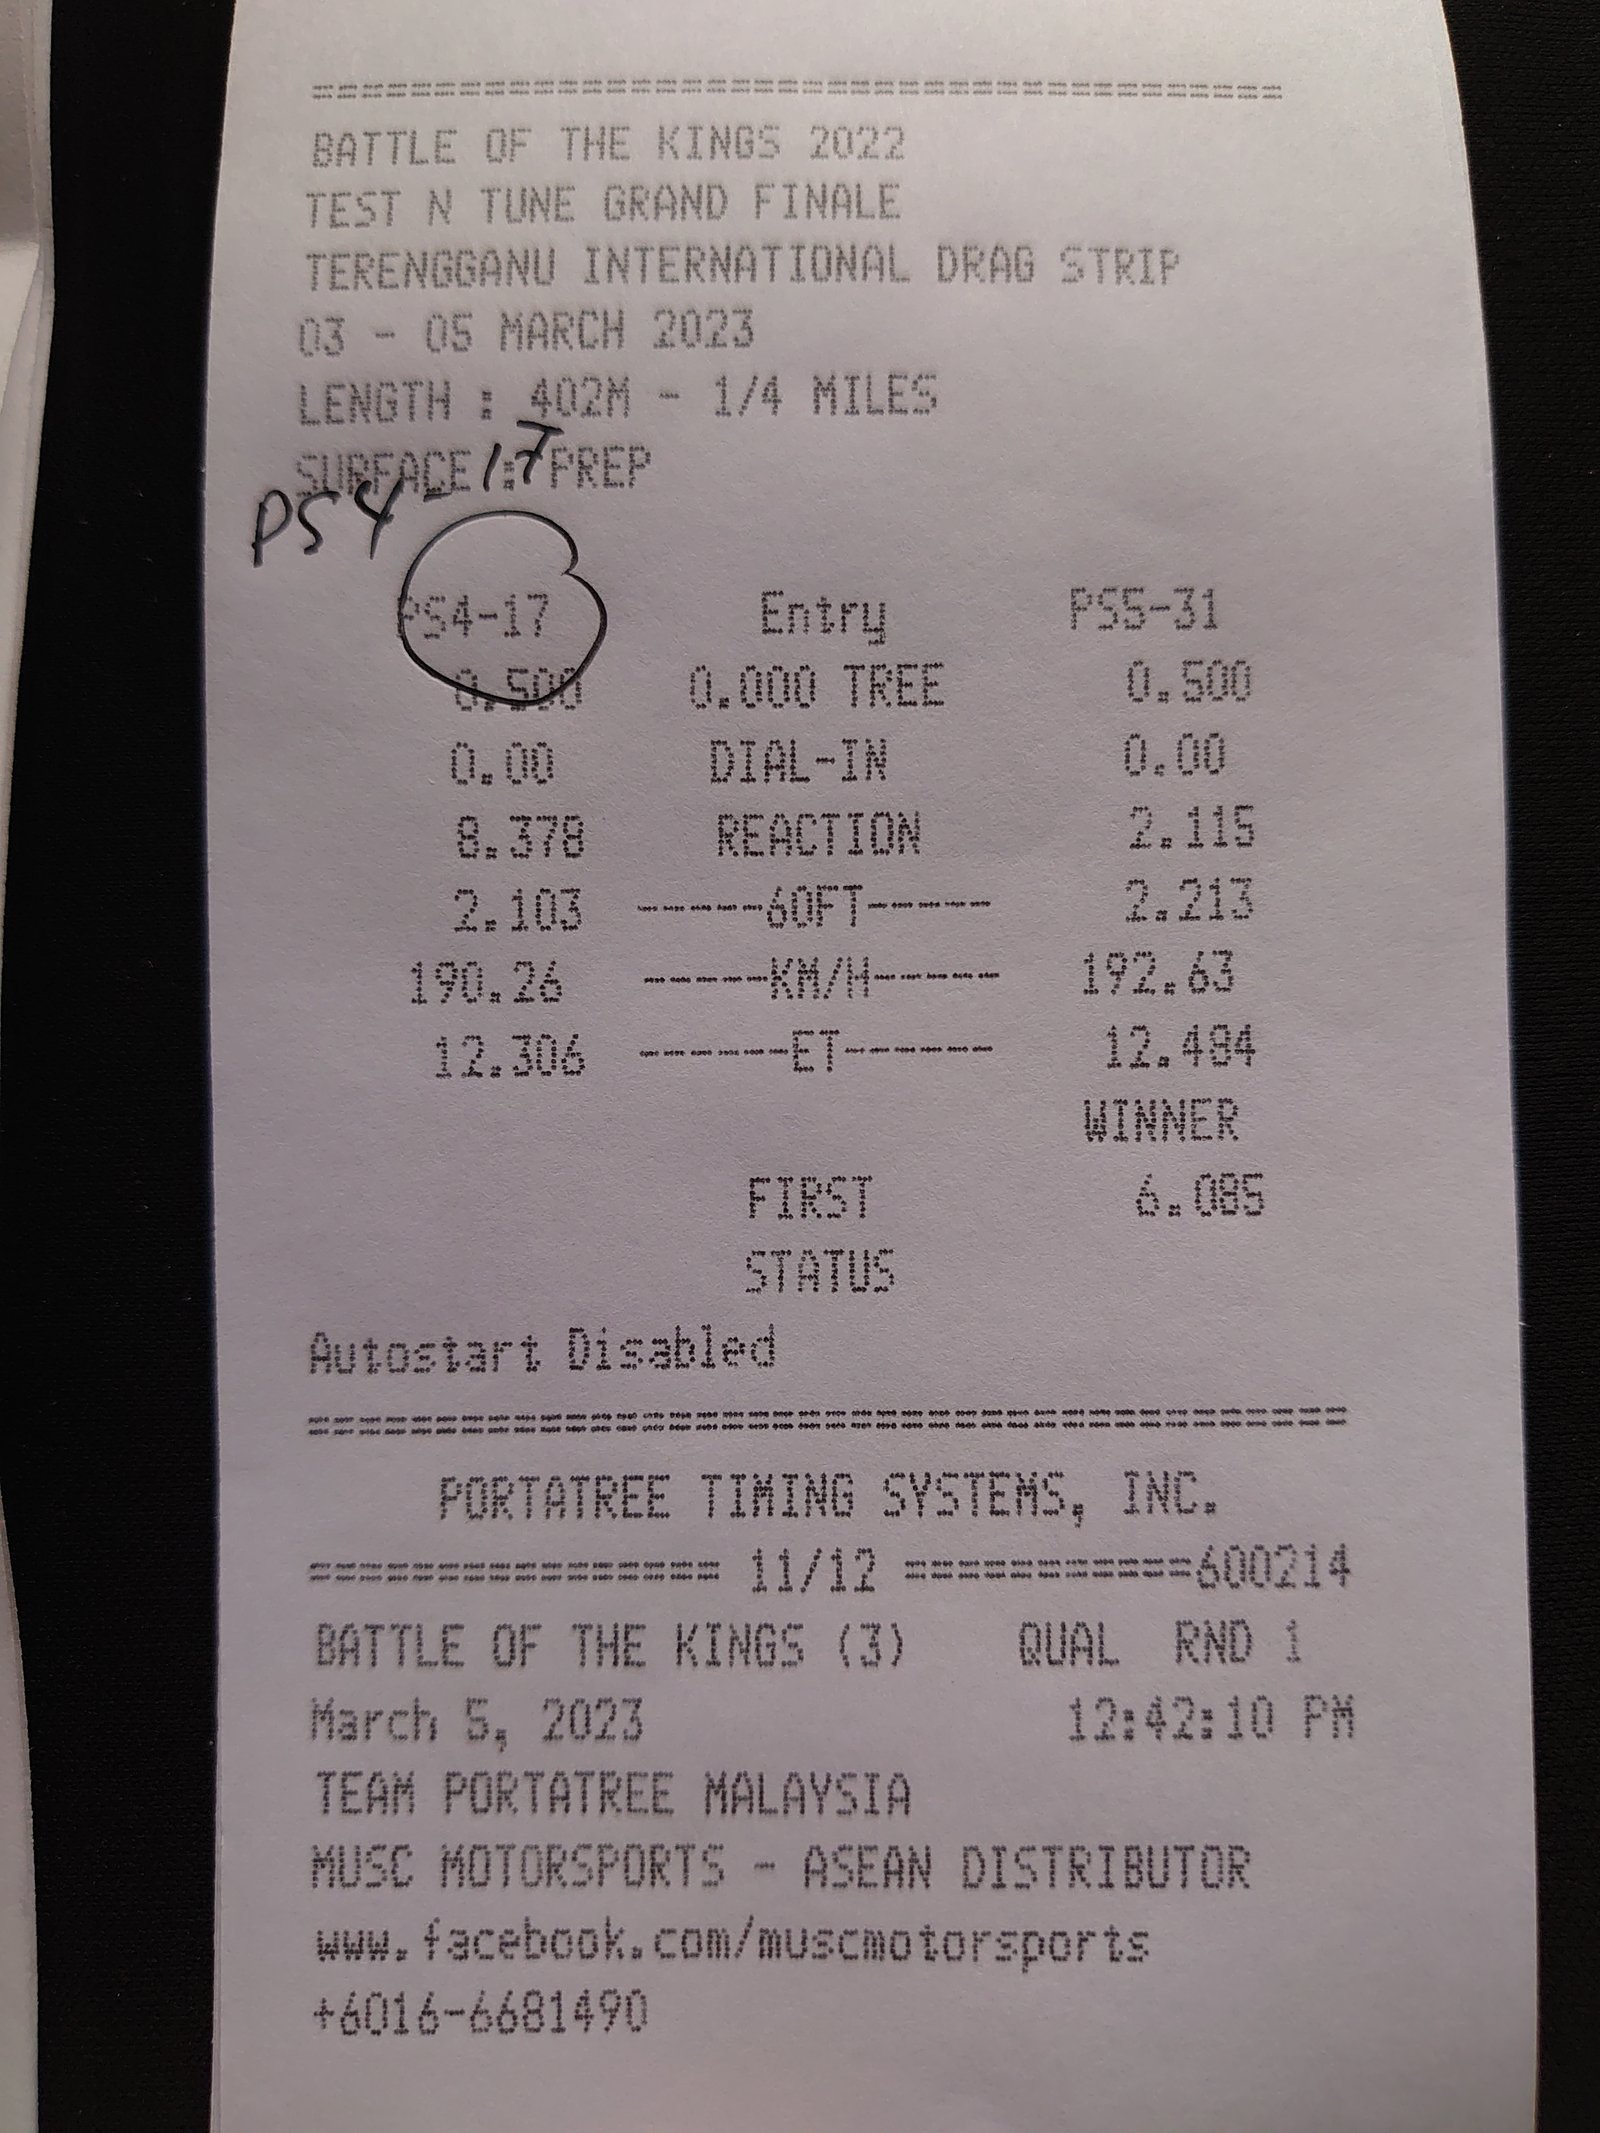 ========================================
BATTLE OF THE KINGS 2022
TEST N TUNE GRAND FINALE
TERENGGANU INTERNATIONAL DRAG STRIP
03 - 05 MARCH 2023
LENGTH : 402M - 1/4 MILES
SURFACE : PREP
PS4-17
PS4-17 Entry PS5-31
0.500 0.000 TREE 0.500
0.00 DIAL-IN 0.00
8.378 REACTION 2.115
2.103 -----60FT----- 2.213
190.26 -----KM/H----- 192.63
12.306 ------ET------ 12.484
WINNER
FIRST 6.085
STATUS
Autostart Disabled
========================================
PORTATREE TIMING SYSTEMS, INC.
================ 11/12 ===========600214
BATTLE OF THE KINGS (3) QUAL RND 1
March 5, 2023 12:42:10 PM
TEAM PORTATREE MALAYSIA
MUSC MOTORSPORTS - ASEAN DISTRIBUTOR
www.facebook.com/muscmotorsports
+6016-6681490